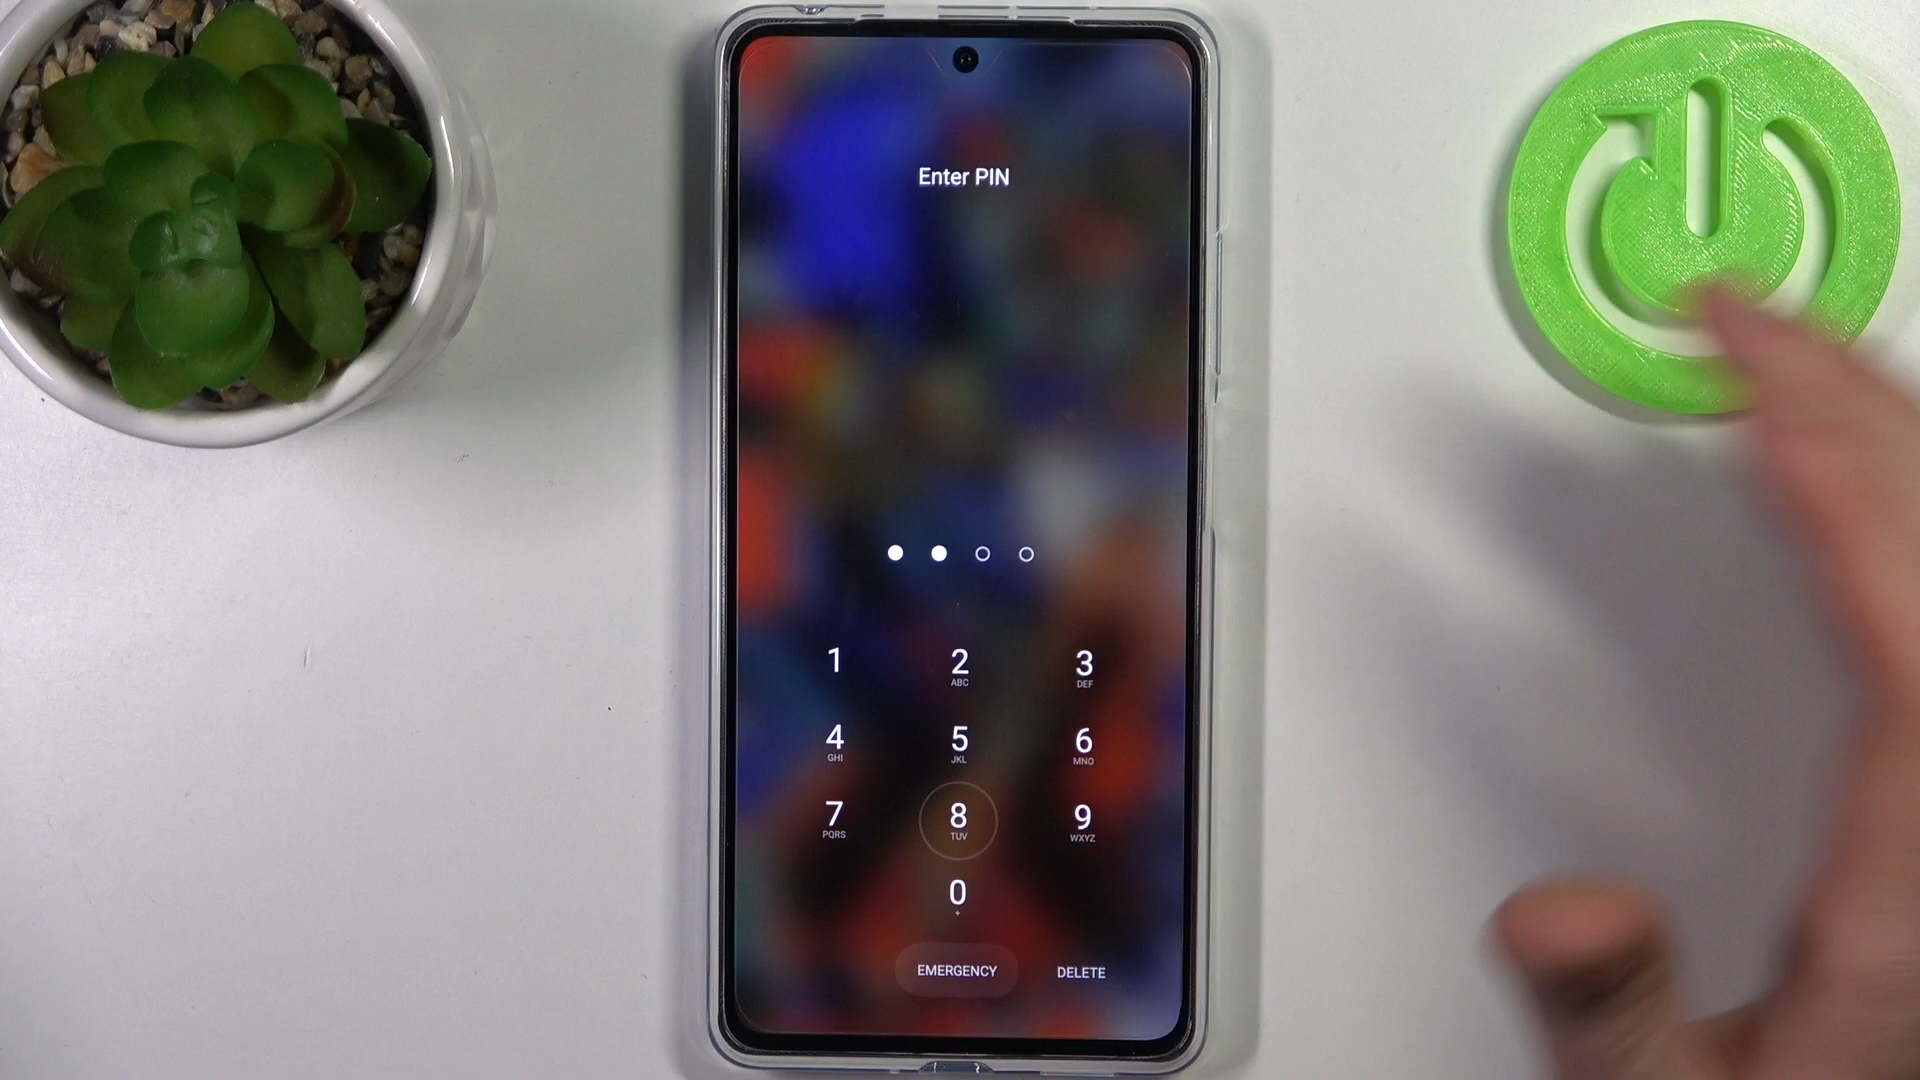 Enter PIN
1
2
ABC
3
DEF
4
GHI
5
JKL
6
MNO
7
PQRS
8
TUV
9
WXYZ
0
+
EMERGENCY
DELETE